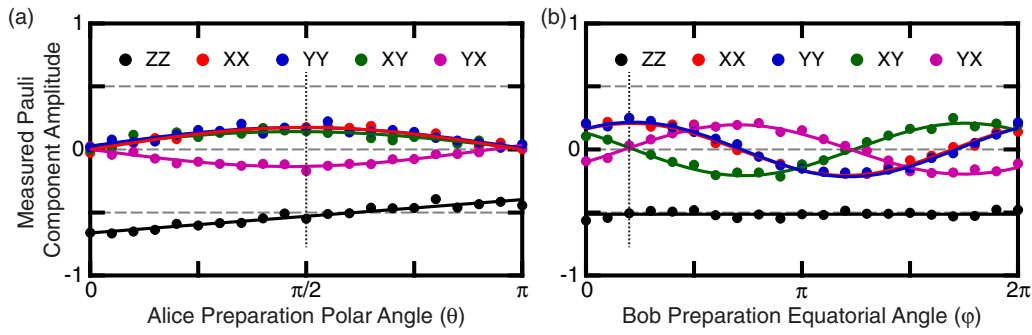 (a)
Measured Pauli
Component Amplitude
1
0
-1
ZZ XX YY XY YX
0 π/2 π
Alice Preparation Polar Angle (θ)
(b)
1
0
-1
ZZ XX YY XY YX
0 π 2π
Bob Preparation Equatorial Angle (φ)